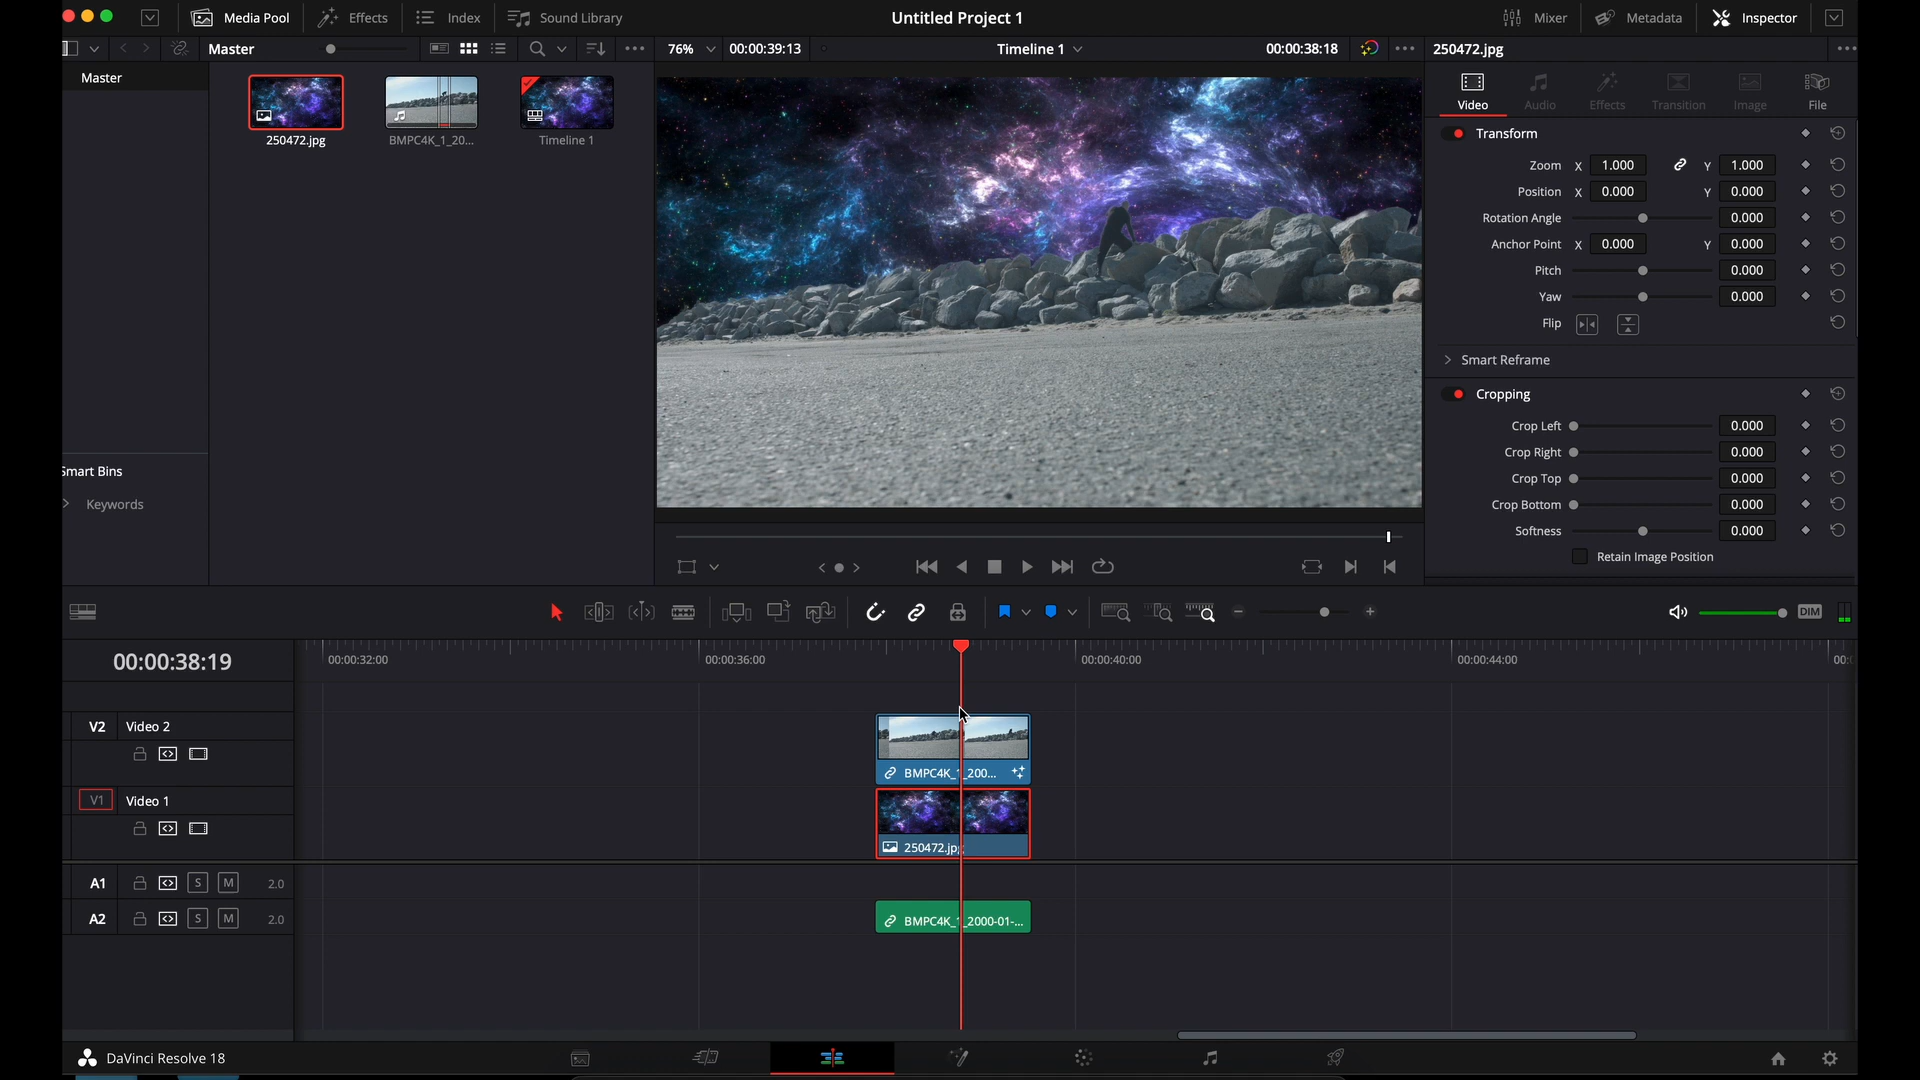 Media Pool
Effects
Index
Sound Library
Untitled Project 1
Mixer
Metadata
Inspector
Master
76%
00:00:39:13
Timeline 1
00:00:38:18
250472.jpg
Master
250472.jpg
BMPC4K_1_20...
Timeline 1
Video
Audio
Effects
Transition
Image
File
Transform
Zoom X 1.000 Y 1.000
Position X 0.000 Y 0.000
Rotation Angle 0.000
Anchor Point X 0.000 Y 0.000
Pitch 0.000
Yaw 0.000
Flip
Smart Reframe
Cropping
Crop Left 0.000
Crop Right 0.000
Crop Top 0.000
Crop Bottom 0.000
Softness 0.000
Retain Image Position
Smart Bins
Keywords
DIM
00:00:38:19
00:00:32:00
00:00:36:00
00:00:40:00
00:00:44:00
00:
V2 Video 2
BMPC4K_1_200...
V1 Video 1
250472.jpg
A1 S M 2.0
A2 S M 2.0
BMPC4K_1_2000-01-...
DaVinci Resolve 18